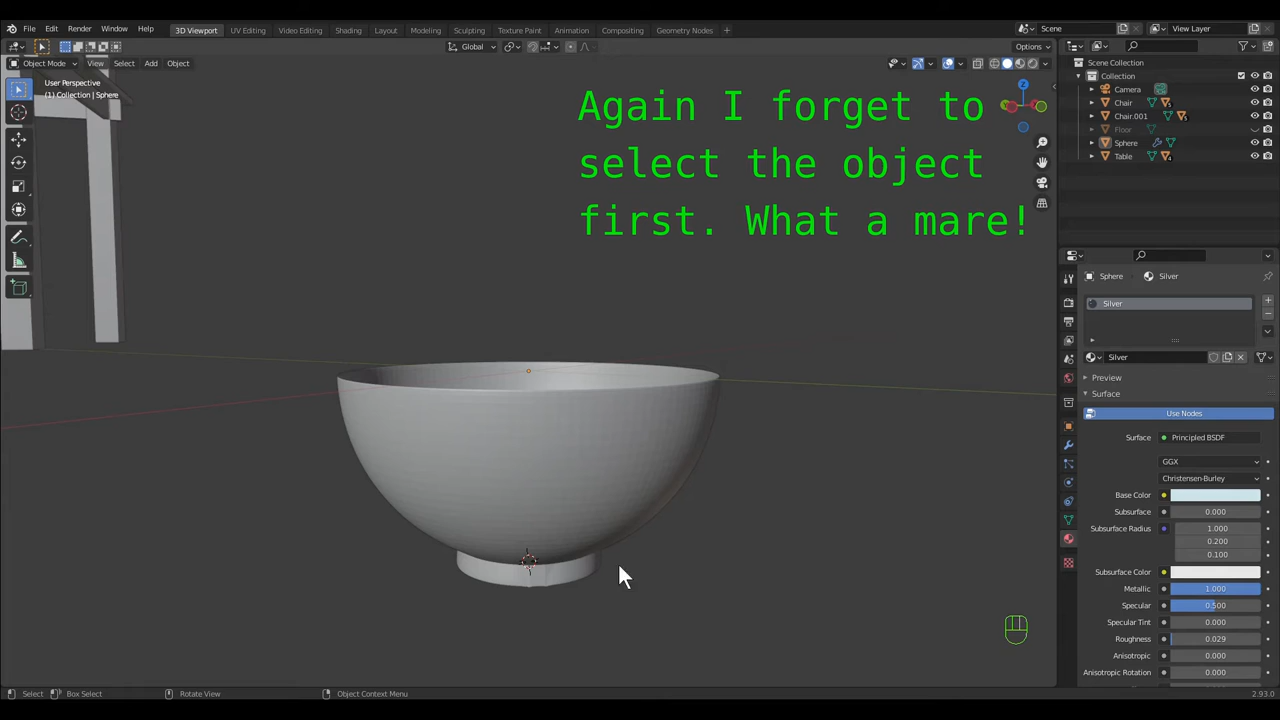 File Edit Render Window Help
3D Viewport UV Editing Video Editing Shading Layout Modeling Sculpting Texture Paint Animation Compositing Geometry Nodes +
Scene
View Layer
Global
Options
Object Mode View Select Add Object
User Perspective
(1) Collection | Sphere
Again I forget to
select the object
first. What a mare!
Z
Scene Collection
Collection
Camera
Chair
Chair.001
Floor
Sphere
Table
Sphere Silver
Silver
Silver
Preview
Surface
Use Nodes
Surface Principled BSDF
GGX
Christensen-Burley
Base Color
Subsurface 0.000
Subsurface Radius 1.000
0.200
0.100
Subsurface Color
Metallic 1.000
Specular 0.500
Specular Tint 0.000
Roughness 0.029
Anisotropic 0.000
Anisotropic Rotation 0.000
Select Box Select Rotate View Object Context Menu 2.93.0